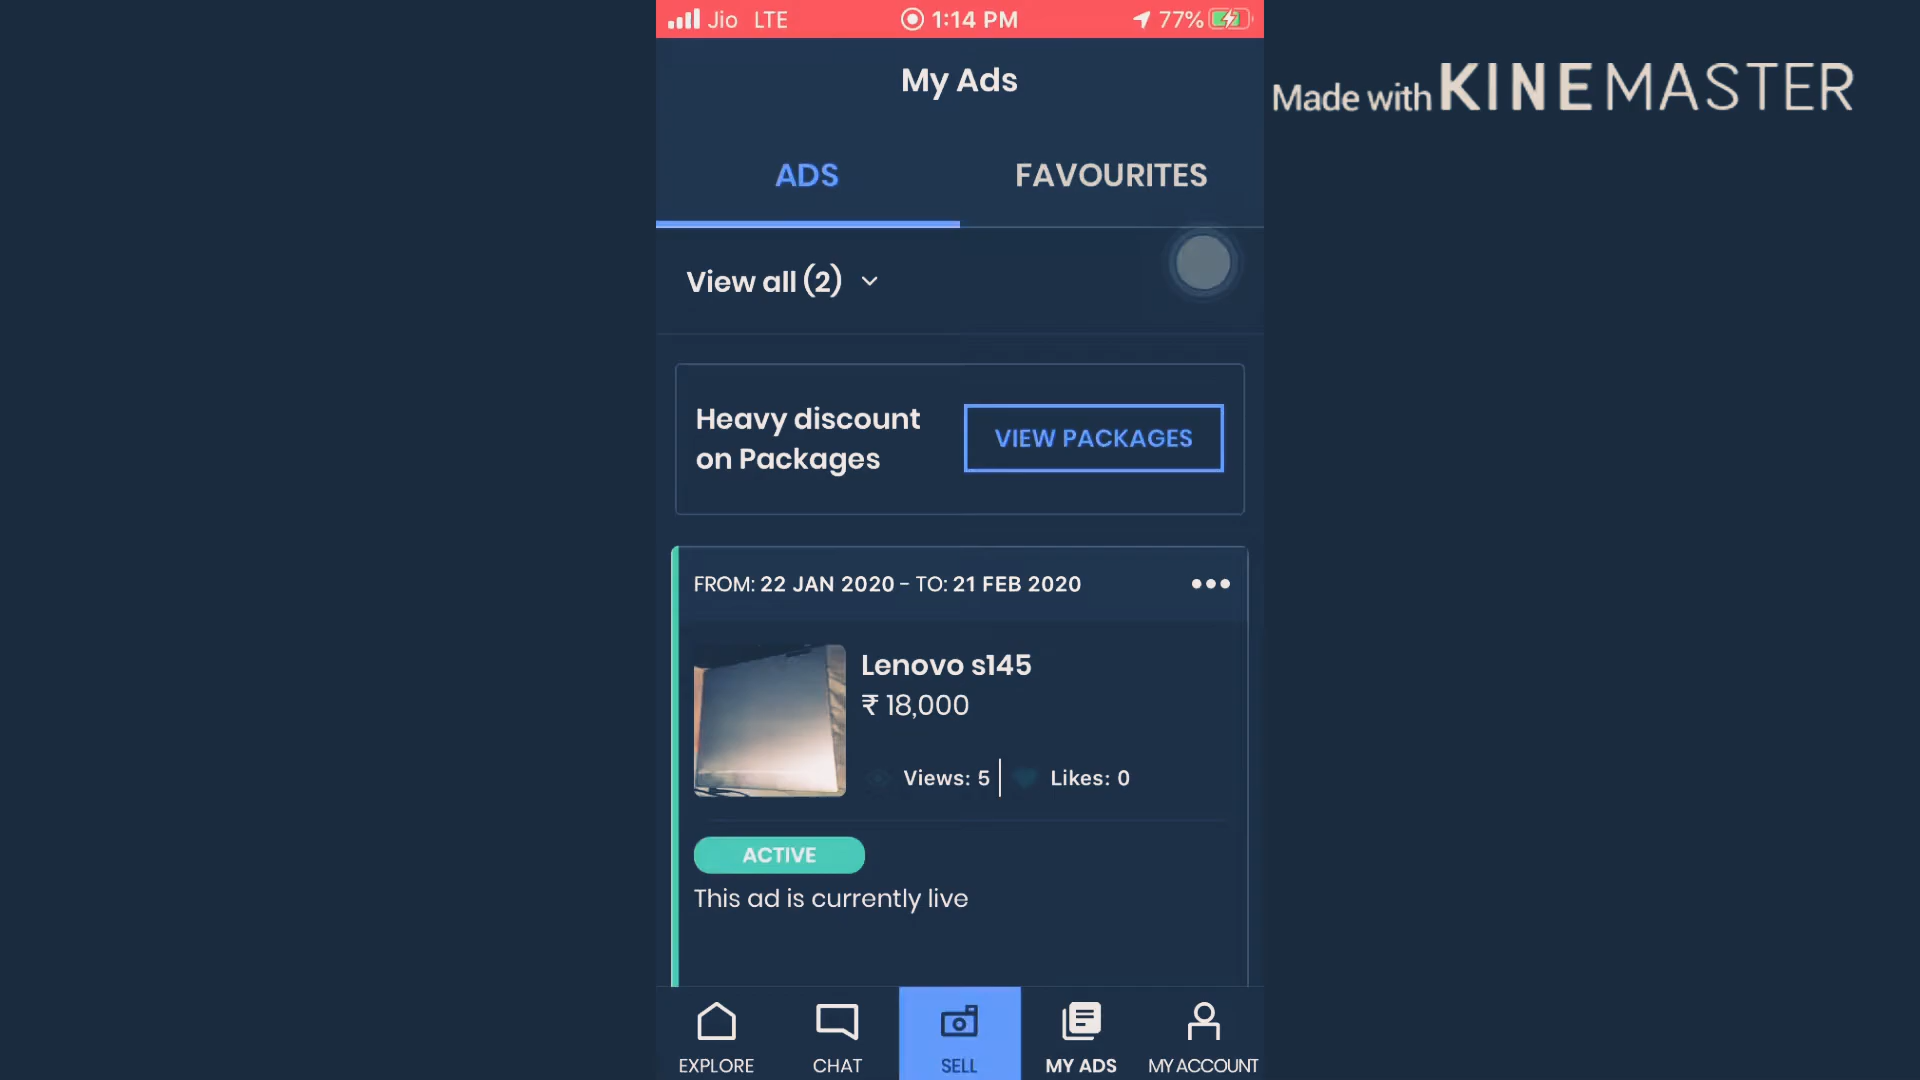 Jio LTE 1:14 PM 77%
My Ads
Made with KINEMASTER
ADS FAVOURITES
View all (2)
Heavy discount
on Packages
VIEW PACKAGES
FROM: 22 JAN 2020 - TO: 21 FEB 2020
Lenovo s145
₹ 18,000
Views: 5 Likes: 0
ACTIVE
This ad is currently live
EXPLORE CHAT SELL MY ADS MY ACCOUNT